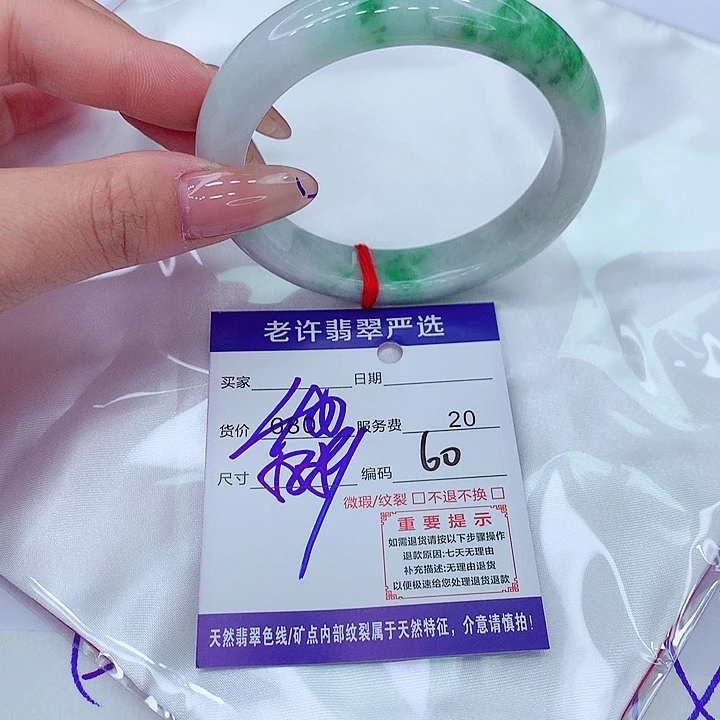 老许翡翠严选
买家 日期
货价 980 服务费 20
尺寸 编码 60
微瑕/纹裂 □ 不退不换 □
重要提示
如需退货请按以下步骤操作
退款原因:七天无理由
补充描述:无理由退货
以便极速给您处理退货退款
天然翡翠色线/矿点内部纹裂属于天然特征，介意请慎拍！